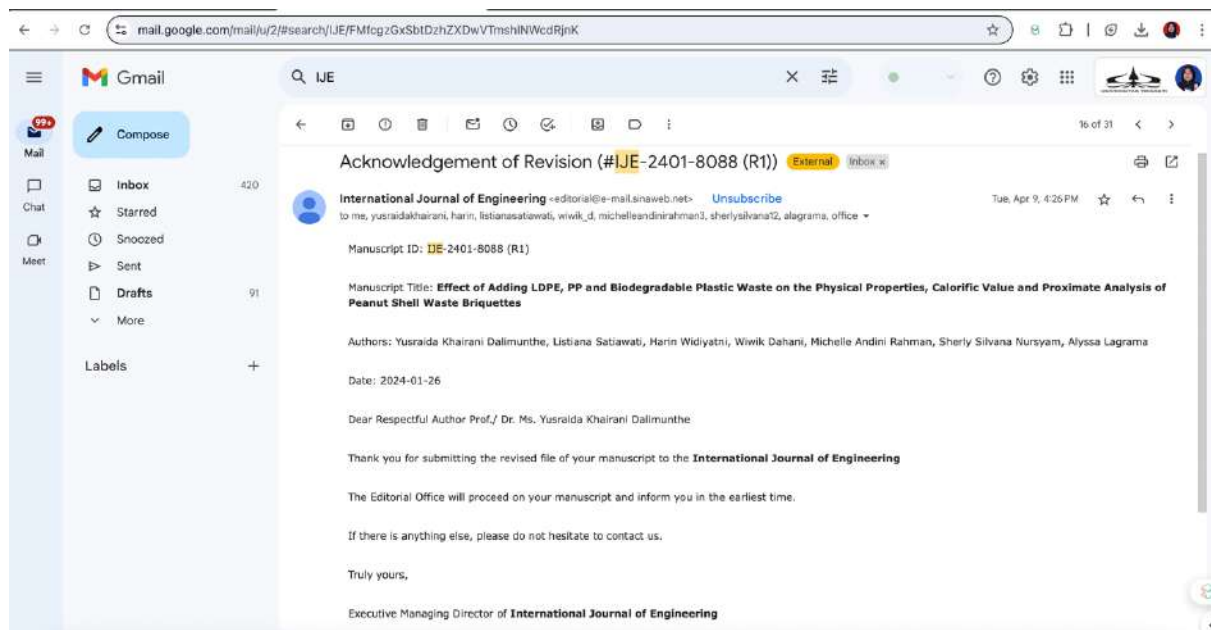 mail.google.com/mail/u/2/#search/IJE/FMfcgzGxSbtDzhZXDwVTmshlNWcdRjnK
Gmail
IJE
99+
Mail
Compose
16 of 31
Chat
Meet
Inbox 420
Starred
Snoozed
Sent
Drafts 91
More
Labels
Acknowledgement of Revision (#IJE-2401-8088 (R1)) External Inbox x
International Journal of Engineering <editorial@e-mail.sinaweb.net> Unsubscribe Tue, Apr 9, 4:26 PM
to me, yusraidakhairani, harin, listianasatiawati, wiwik_d, michelleandinirahman3, sherlysilvana12, alagrama, office
Manuscript ID: IJE-2401-8088 (R1)
Manuscript Title: Effect of Adding LDPE, PP and Biodegradable Plastic Waste on the Physical Properties, Calorific Value and Proximate Analysis of
Peanut Shell Waste Briquettes
Authors: Yusraida Khairani Dalimunthe, Listiana Satiawati, Harin Widiyatni, Wiwik Dahani, Michelle Andini Rahman, Sherly Silvana Nursyam, Alyssa Lagrama
Date: 2024-01-26
Dear Respectful Author Prof./ Dr. Ms. Yusraida Khairani Dalimunthe
Thank you for submitting the revised file of your manuscript to the International Journal of Engineering
The Editorial Office will proceed on your manuscript and inform you in the earliest time.
If there is anything else, please do not hesitate to contact us.
Truly yours,
Executive Managing Director of International Journal of Engineering